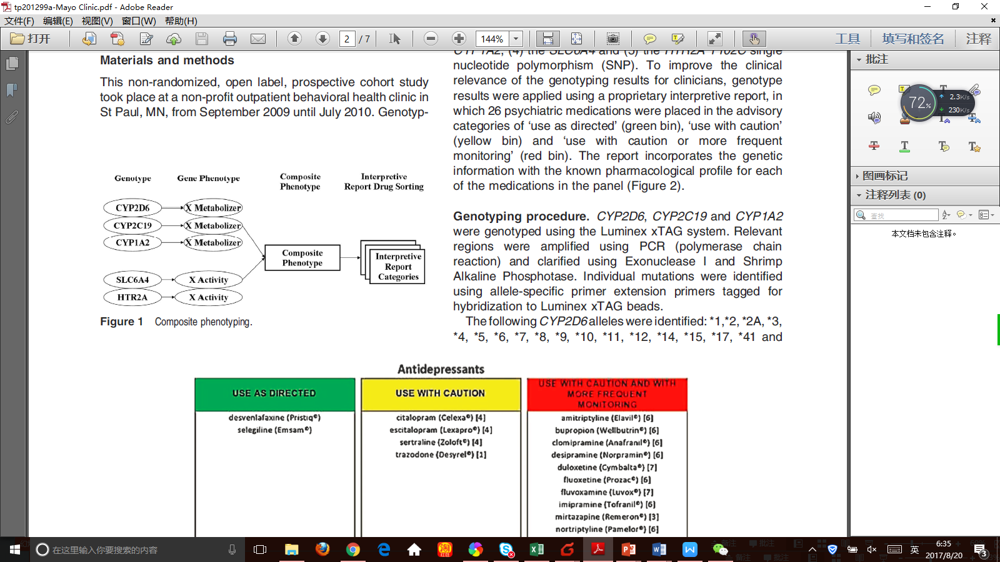 tp201299a-Mayo Clinic.pdf - Adobe Reader
文件(F) 编辑(E) 视图(V) 窗口(W) 帮助(H)
打开 2 / 7 144% 工具 填写和签名 注释
Materials and methods
This non-randomized, open label, prospective cohort study
took place at a non-profit outpatient behavioral health clinic in
St Paul, MN, from September 2009 until July 2010. Genotyp-
Genotype Gene Phenotype Composite Phenotype Interpretive Report Drug Sorting
CYP2D6 X Metabolizer
CYP2C19 X Metabolizer
CYP1A2 X Metabolizer
Composite
Phenotype
Interpretive
Report
Categories
SLC6A4 X Activity
HTR2A X Activity
Figure 1 Composite phenotyping.
CYP1A2, (4) the SLC6A4 and (5) the HTR2A T102C single
nucleotide polymorphism (SNP). To improve the clinical
relevance of the genotyping results for clinicians, genotype
results were applied using a proprietary interpretive report, in
which 26 psychiatric medications were placed in the advisory
categories of ‘use as directed’ (green bin), ‘use with caution’
(yellow bin) and ‘use with caution or more frequent
monitoring’ (red bin). The report incorporates the genetic
information with the known pharmacological profile for each
of the medications in the panel (Figure 2).
Genotyping procedure. CYP2D6, CYP2C19 and CYP1A2
were genotyped using the Luminex xTAG system. Relevant
regions were amplified using PCR (polymerase chain
reaction) and clarified using Exonuclease I and Shrimp
Alkaline Phosphotase. Individual mutations were identified
using allele-specific primer extension primers tagged for
hybridization to Luminex xTAG beads.
The following CYP2D6 alleles were identified: *1,*2, *2A, *3,
*4, *5, *6, *7, *8, *9, *10, *11, *12, *14, *15, *17, *41 and
Antidepressants
USE AS DIRECTED
desvenlafaxine (Pristiq®)
selegiline (Emsam®)
USE WITH CAUTION
citalopram (Celexa®) [4]
escitalopram (Lexapro®) [4]
sertraline (Zoloft®) [4]
trazodone (Desyrel®) [1]
USE WITH CAUTION AND WITH
MORE FREQUENT
MONITORING
amitriptyline (Elavil®) [6]
bupropion (Wellbutrin®) [6]
clomipramine (Anafranil®) [6]
desipramine (Norpramin®) [6]
duloxetine (Cymbalta®) [7]
fluoxetine (Prozac®) [6]
fluvoxamine (Luvox®) [7]
imipramine (Tofranil®) [6]
mirtazapine (Remeron®) [3]
nortriptyline (Pamelor®) [6]
批注
72%
2.3K/s
230K/s
图画标记
注释列表 (0)
查找
本文档未包含注释。
在这里输入你要搜索的内容
英
6:35
2017/8/20
3